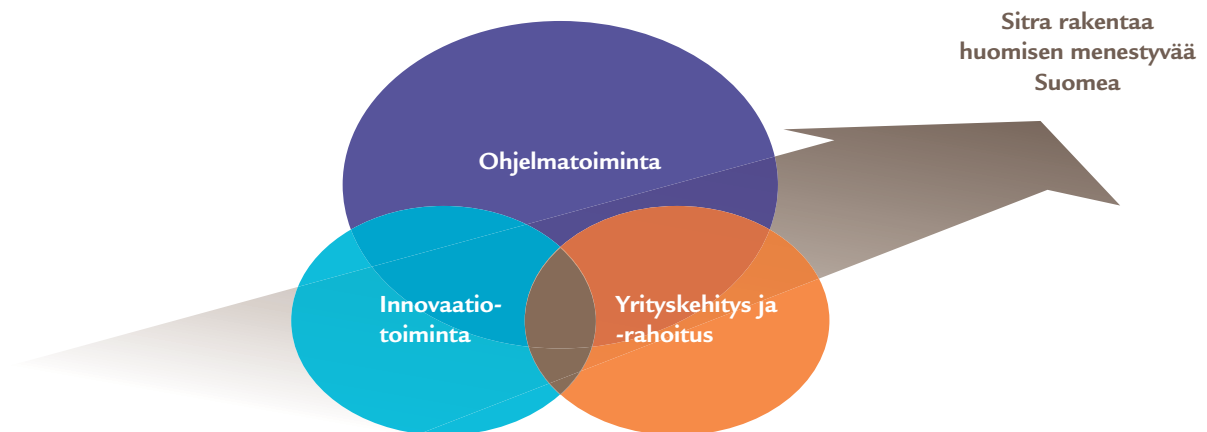 Sitra rakentaa
huomisen menestyvää
Suomea
Ohjelmatoiminta
Innovaatio-
toiminta
Yrityskehitys ja
-rahoitus